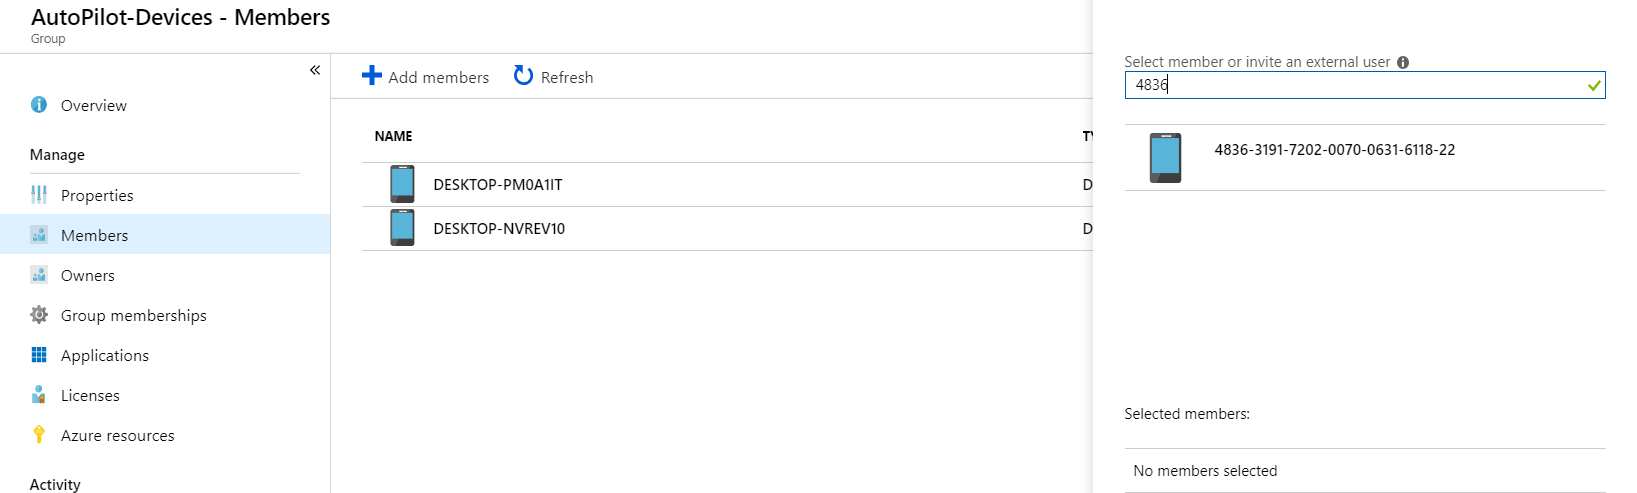 AutoPilot-Devices - Members
Group
«
Overview
Manage
Properties
Members
Owners
Group memberships
Applications
Licenses
Azure resources
Activity
Add members
Refresh
NAME
TY
DESKTOP-PM0A1IT
D
DESKTOP-NVREV10
D
Select member or invite an external user
4836
4836-3191-7202-0070-0631-6118-22
Selected members:
No members selected